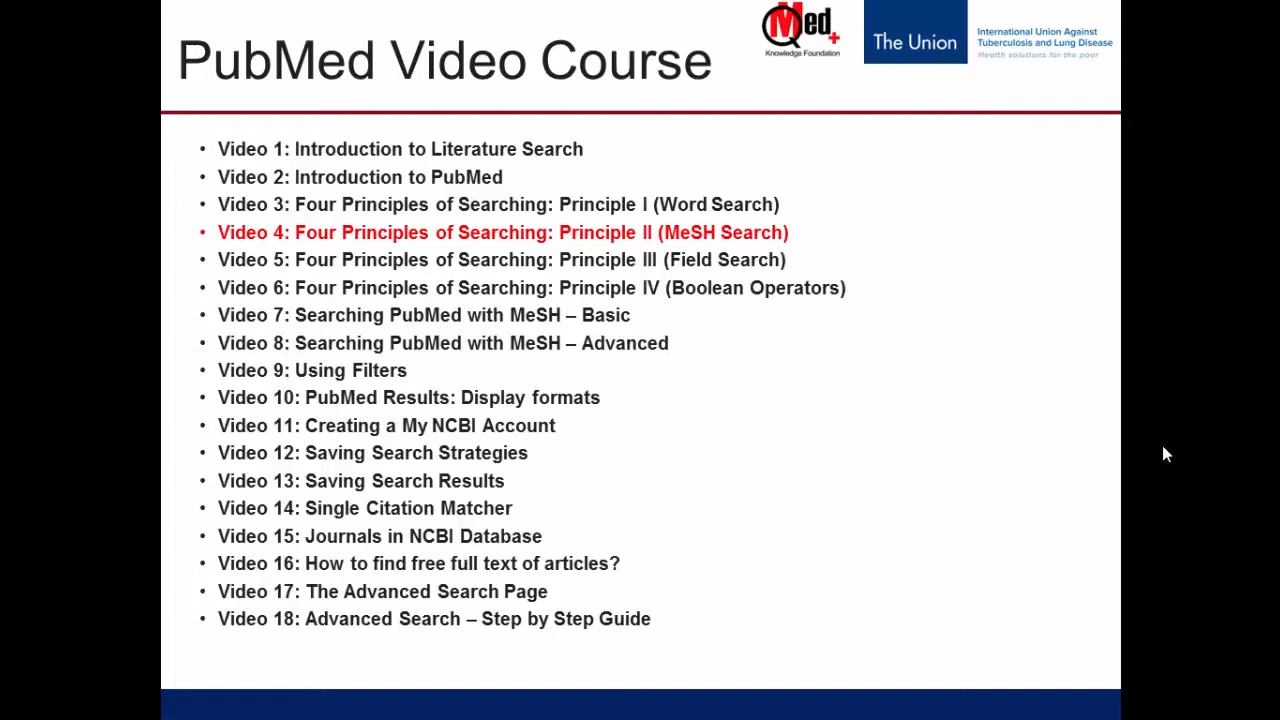 PubMed Video Course
QMed+
Knowledge Foundation
The Union
International Union Against
Tuberculosis and Lung Disease
Health solutions for the poor
• Video 1: Introduction to Literature Search
• Video 2: Introduction to PubMed
• Video 3: Four Principles of Searching: Principle I (Word Search)
• Video 4: Four Principles of Searching: Principle II (MeSH Search)
• Video 5: Four Principles of Searching: Principle III (Field Search)
• Video 6: Four Principles of Searching: Principle IV (Boolean Operators)
• Video 7: Searching PubMed with MeSH – Basic
• Video 8: Searching PubMed with MeSH – Advanced
• Video 9: Using Filters
• Video 10: PubMed Results: Display formats
• Video 11: Creating a My NCBI Account
• Video 12: Saving Search Strategies
• Video 13: Saving Search Results
• Video 14: Single Citation Matcher
• Video 15: Journals in NCBI Database
• Video 16: How to find free full text of articles?
• Video 17: The Advanced Search Page
• Video 18: Advanced Search – Step by Step Guide